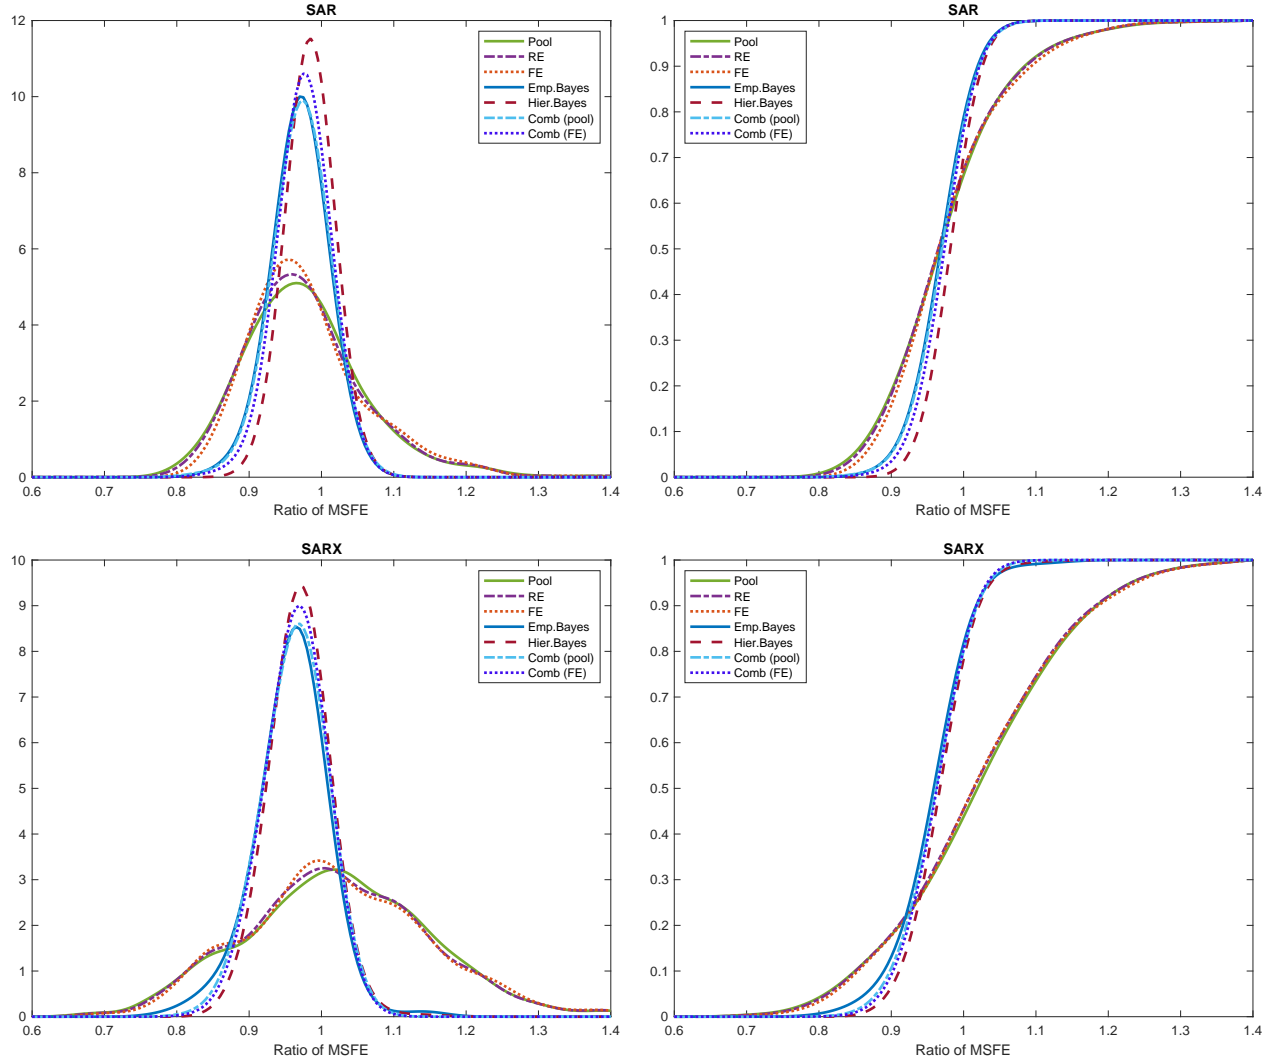 SAR
12
10
8
6
4
2
0
0.6 0.7 0.8 0.9 1 1.1 1.2 1.3 1.4
Ratio of MSFE
Pool
RE
FE
Emp.Bayes
Hier.Bayes
Comb (pool)
Comb (FE)
SAR
1
0.9
0.8
0.7
0.6
0.5
0.4
0.3
0.2
0.1
0
0.6 0.7 0.8 0.9 1 1.1 1.2 1.3 1.4
Ratio of MSFE
Pool
RE
FE
Emp.Bayes
Hier.Bayes
Comb (pool)
Comb (FE)
SARX
10
9
8
7
6
5
4
3
2
1
0
0.6 0.7 0.8 0.9 1 1.1 1.2 1.3 1.4
Ratio of MSFE
Pool
RE
FE
Emp.Bayes
Hier.Bayes
Comb (pool)
Comb (FE)
SARX
1
0.9
0.8
0.7
0.6
0.5
0.4
0.3
0.2
0.1
0
0.6 0.7 0.8 0.9 1 1.1 1.2 1.3 1.4
Ratio of MSFE
Pool
RE
FE
Emp.Bayes
Hier.Bayes
Comb (pool)
Comb (FE)